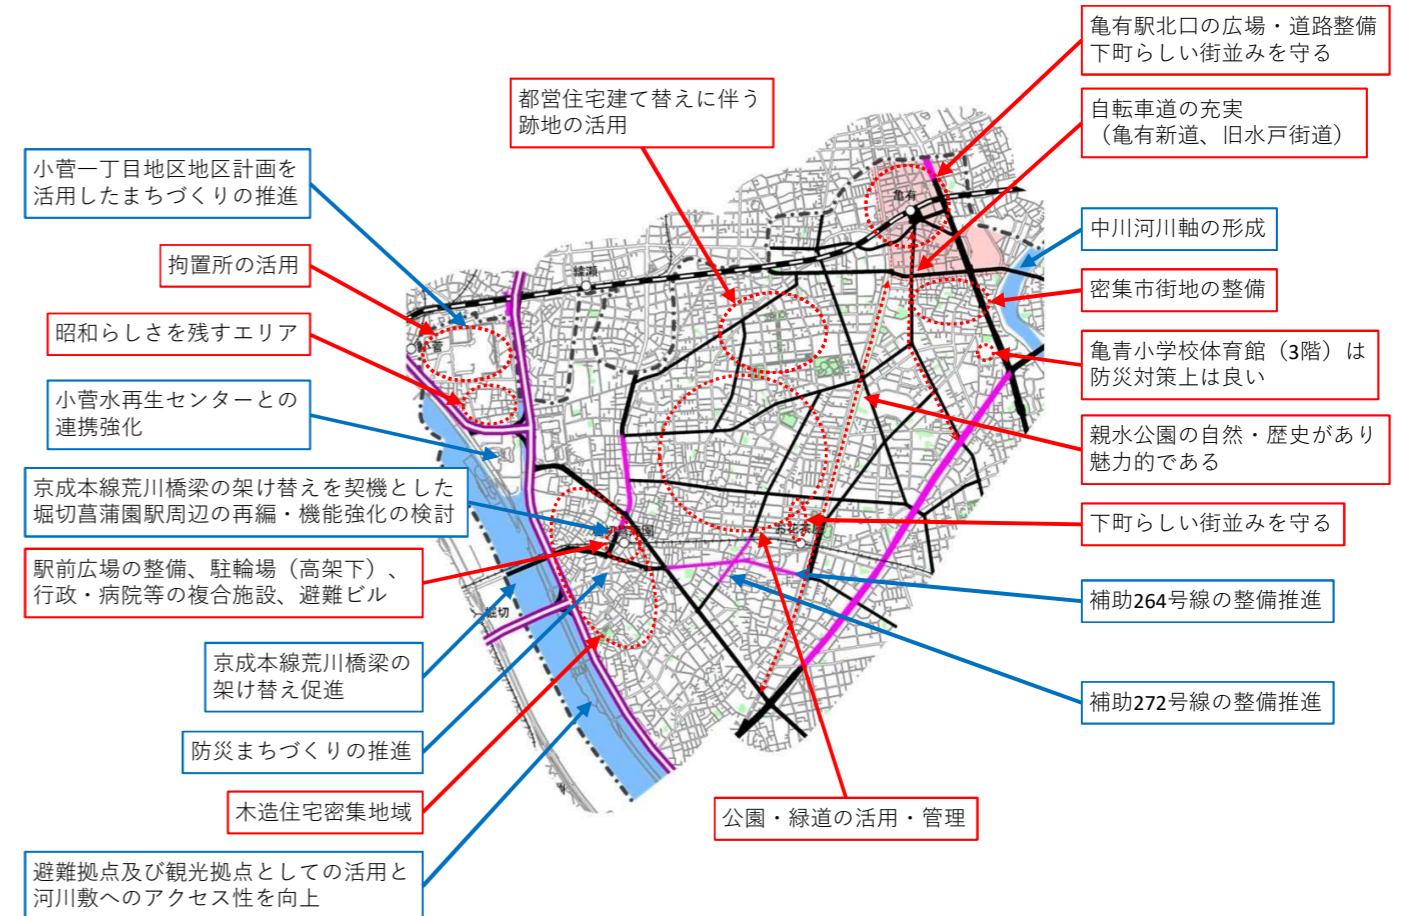 亀有駅北口の広場・道路整備
下町らしい街並みを守る
都営住宅建て替えに伴う
跡地の活用
自転車道の充実
（亀有新道、旧水戸街道）
小菅一丁目地区地区計画を
活用したまちづくりの推進
亀有
中川河川軸の形成
拘置所の活用
綾瀬
密集市街地の整備
昭和らしさを残すエリア
亀青小学校体育館（3階）は
防災対策上は良い
小菅水再生センターとの
連携強化
親水公園の自然・歴史があり
魅力的である
京成本線荒川橋梁の架け替えを契機とした
堀切菖蒲園駅周辺の再編・機能強化の検討
下町らしい街並みを守る
駅前広場の整備、駐輪場（高架下）、
行政・病院等の複合施設、避難ビル
補助264号線の整備推進
堀切
京成本線荒川橋梁の
架け替え促進
補助272号線の整備推進
防災まちづくりの推進
木造住宅密集地域
公園・緑道の活用・管理
避難拠点及び観光拠点としての活用と
河川敷へのアクセス性を向上